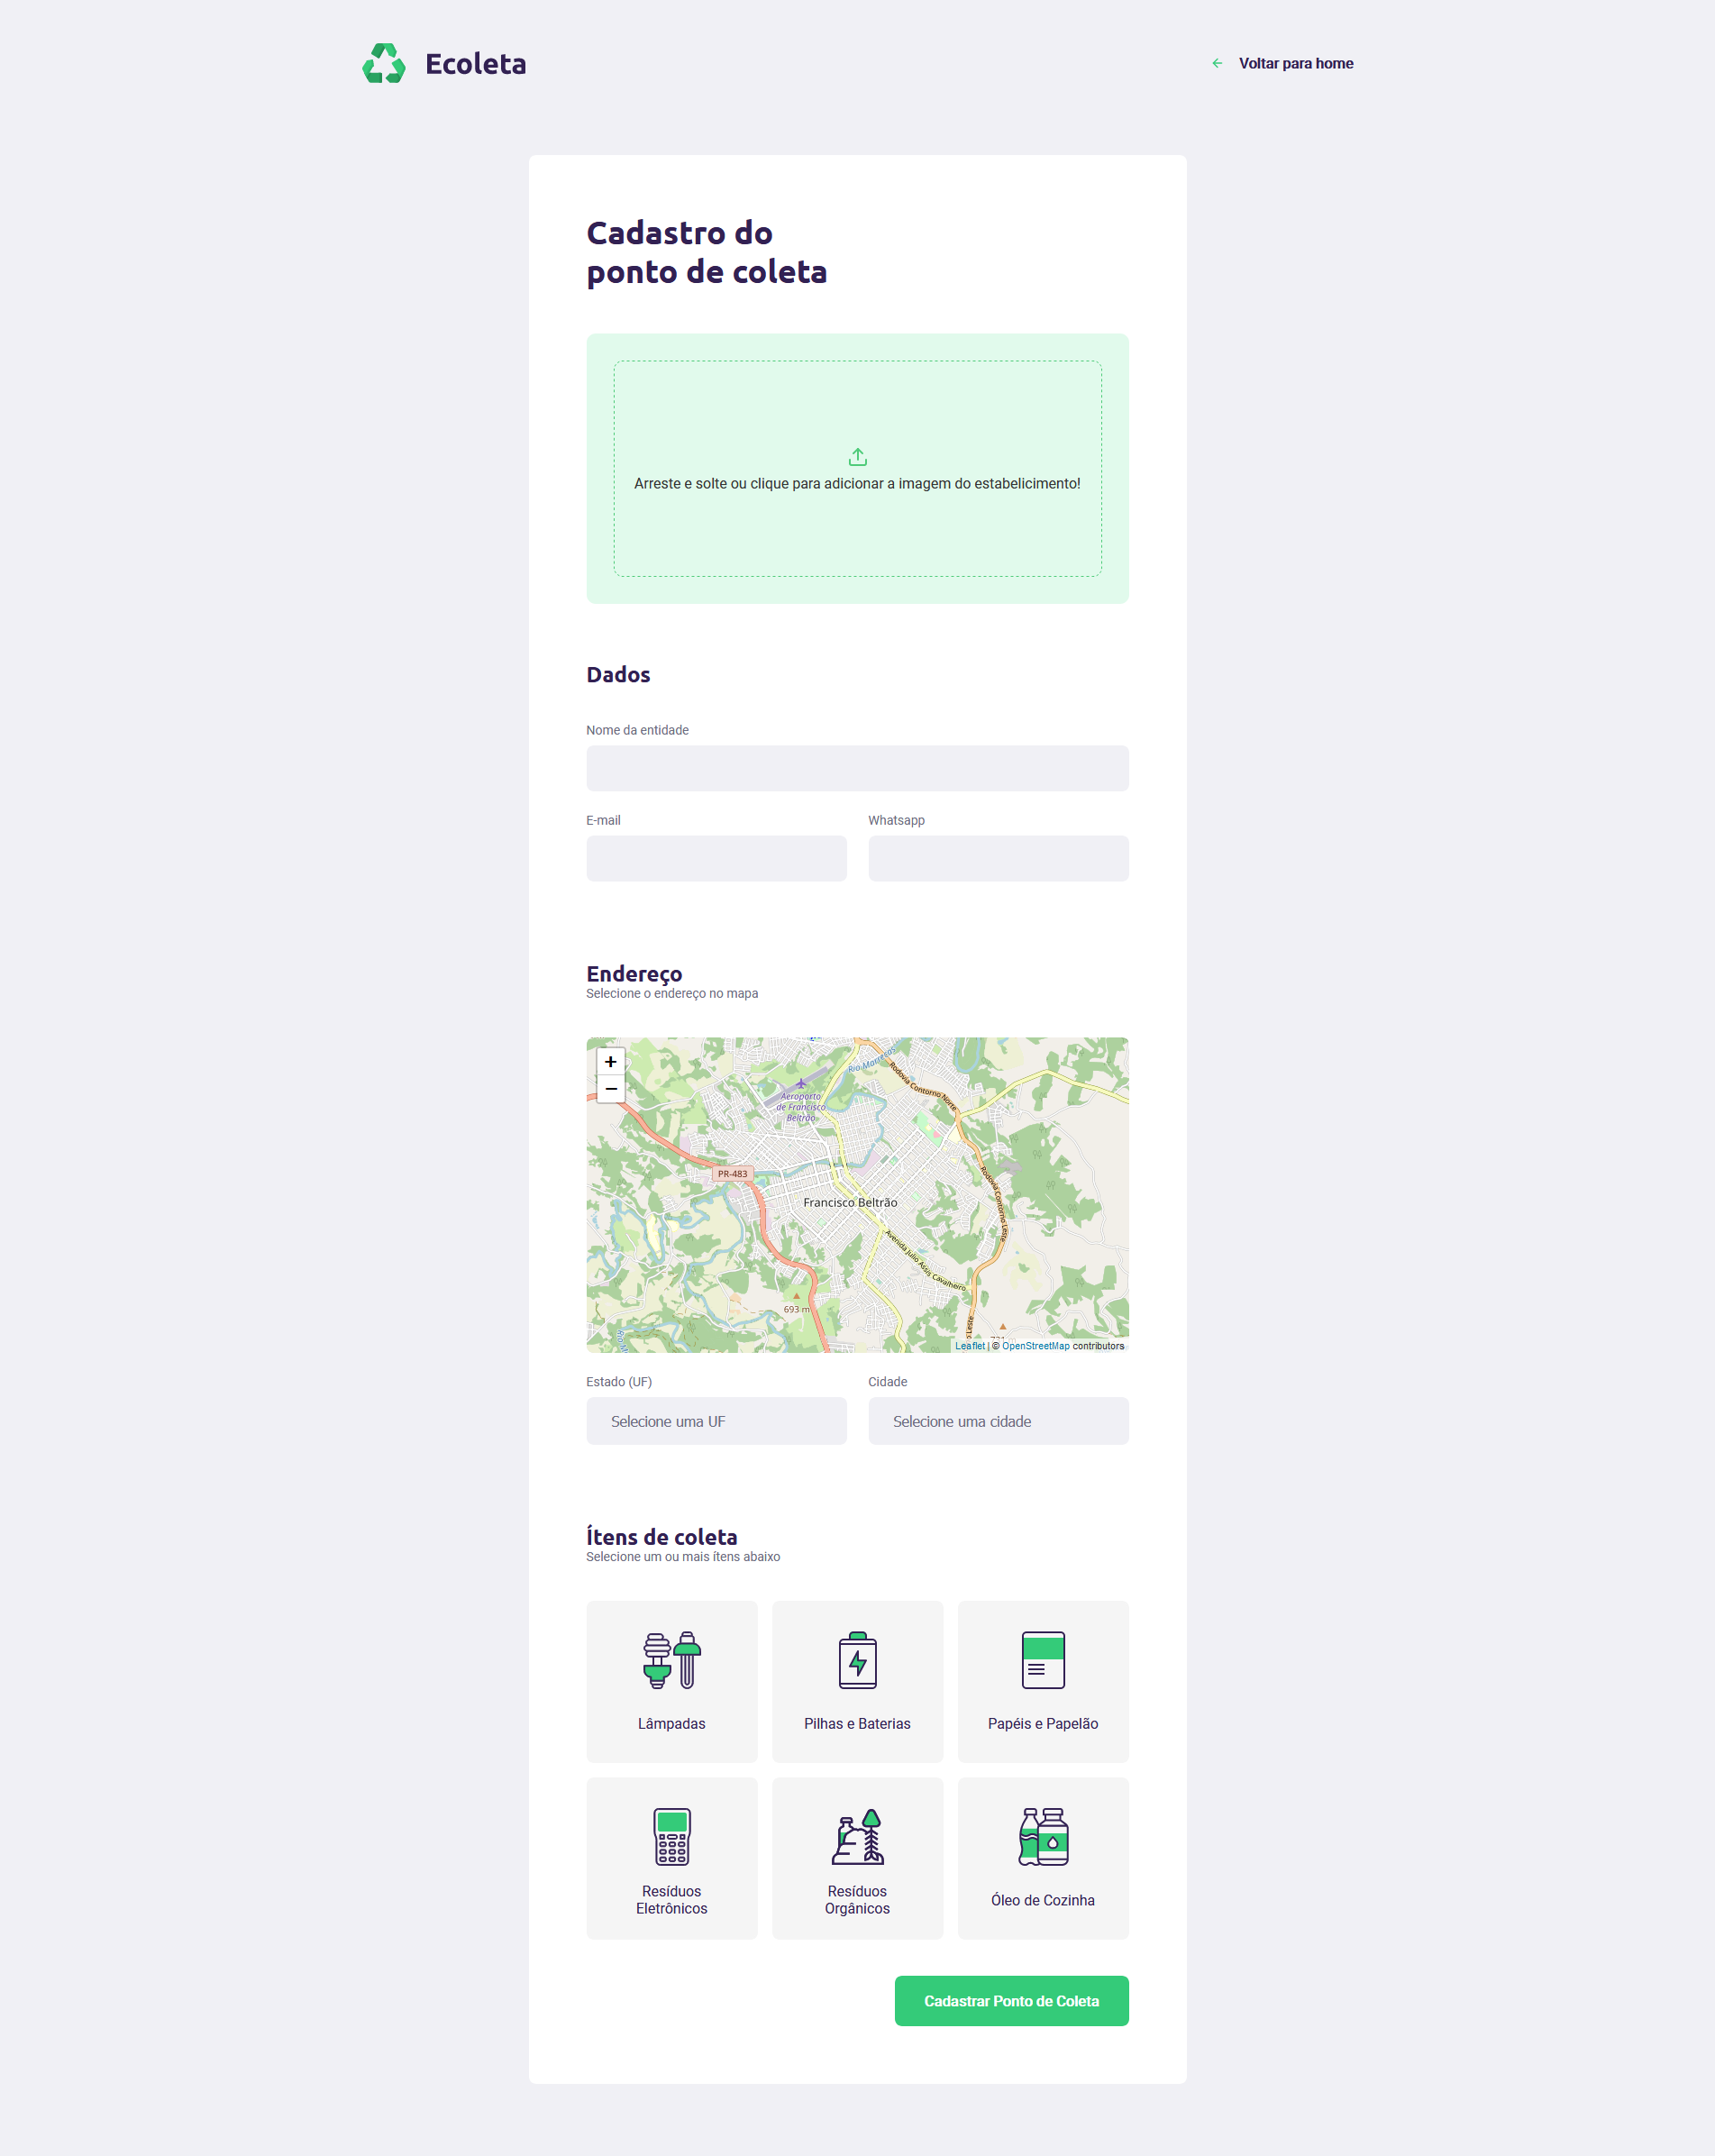 Ecoleta
Voltar para home
Cadastro do
ponto de coleta
Arreste e solte ou clique para adicionar a imagem do estabelicimento!
Dados
Nome da entidade
E-mail
Whatsapp
Endereço
Selecione o endereço no mapa
+
−
Rio Marrecas
Rodovia Contorno Norte
Aeroporto
de Francisco
Beltrão
PR-483
Rodovia Contorno Leste
Francisco Beltrão
Avenida Júlio Assis Cavalheiro
693 m
o Leste
Leaflet | © OpenStreetMap contributors
Estado (UF)
Cidade
Selecione uma UF
Selecione uma cidade
Ítens de coleta
Selecione um ou mais ítens abaixo
Lâmpadas
Pilhas e Baterias
Papéis e Papelão
Resíduos
Eletrônicos
Resíduos
Orgânicos
Óleo de Cozinha
Cadastrar Ponto de Coleta